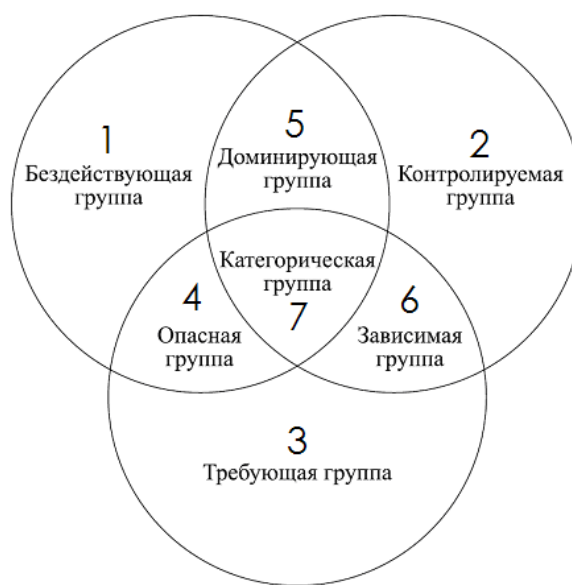 1
Бездействующая
группа
5
Доминирующая
группа
2
Контролируемая
группа
Категорическая
группа
7
4
Опасная
группа
6
Зависимая
группа
3
Требующая группа